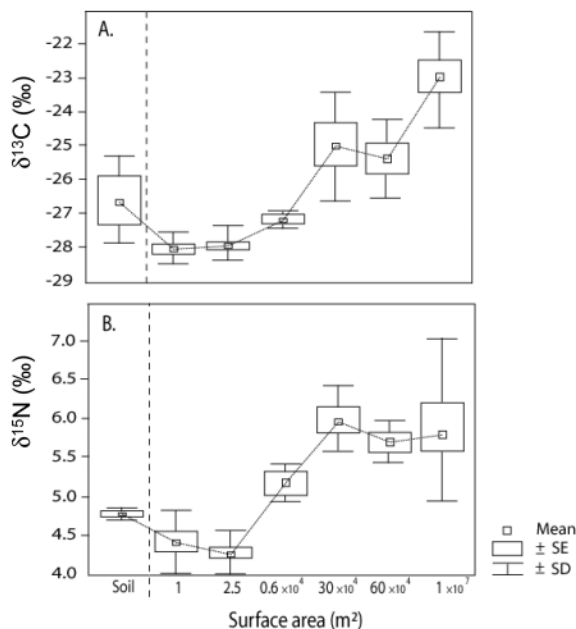 A.
δ¹³C (‰)
-22
-23
-24
-25
-26
-27
-28
-29
B.
δ¹⁵N (‰)
7.0
6.5
6.0
5.5
5.0
4.5
4.0
Soil 1 2.5 0.6 ×10⁴ 30 ×10⁴ 60 ×10⁴ 1 ×10⁷
Surface area (m²)
Mean
± SE
± SD